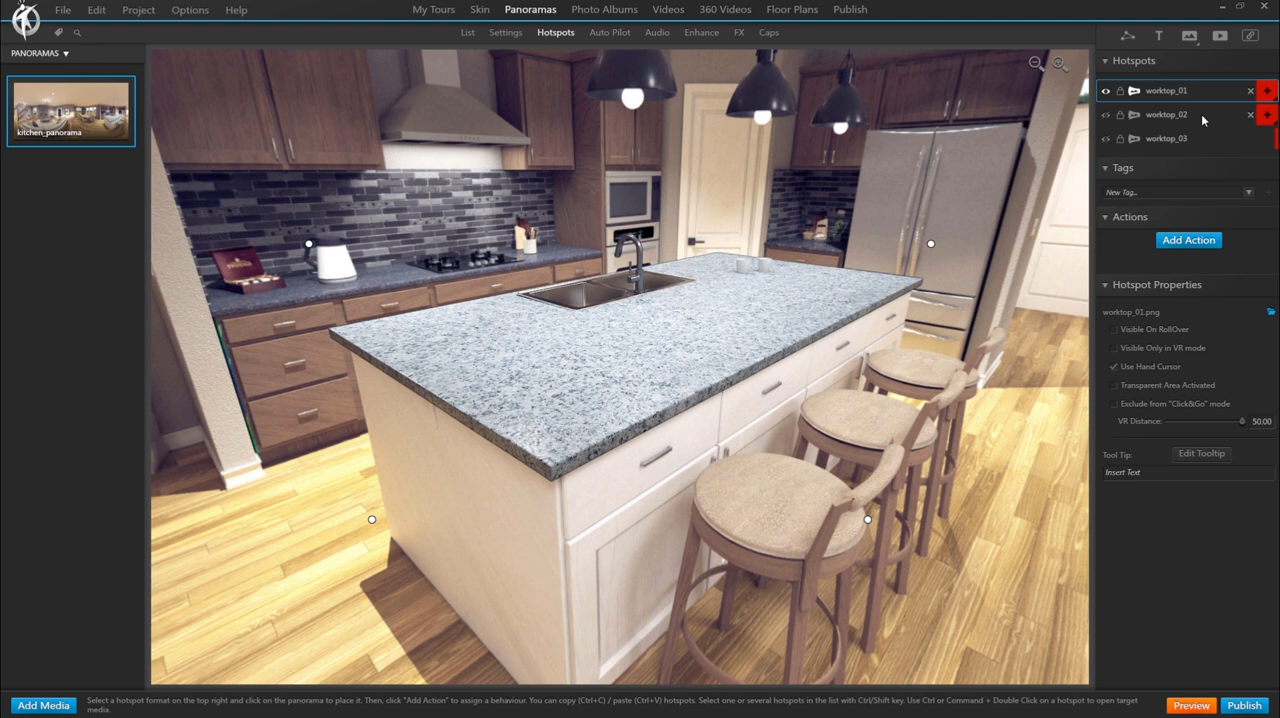 File Edit Project Options Help My Tours Skin Panoramas Photo Albums Videos 360 Videos Floor Plans Publish
List Settings Hotspots Auto Pilot Audio Enhance FX Caps
PANORAMAS
kitchen_panorama
Hotspots
worktop_01
worktop_02
worktop_03
Tags
New Tag...
Actions
Add Action
Hotspot Properties
worktop_01.png
Visible On RollOver
Visible Only in VR mode
Use Hand Cursor
Transparent Area Activated
Exclude from "Click&Go" mode
VR Distance: 50.00
Tool Tip: Edit Tooltip
Insert Text
Add Media
Select a hotspot format on the top right and click on the panorama to place it. Then, click "Add Action" to assign a behaviour. You can copy (Ctrl+C) / paste (Ctrl+V) hotspots. Select one or several hotspots in the list with Ctrl/Shift key. Use Ctrl or Command + Double Click on a hotspot to open target
media.
Preview Publish